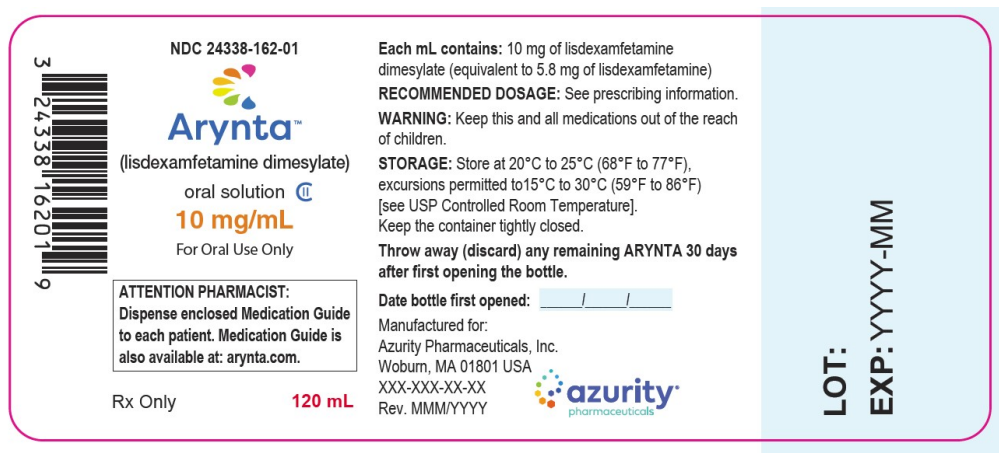 NDC 24338-162-01
3 24338 16201 9
Arynta™
(lisdexamfetamine dimesylate)
oral solution CII
10 mg/mL
For Oral Use Only
ATTENTION PHARMACIST:
Dispense enclosed Medication Guide
to each patient. Medication Guide is
also available at: arynta.com.
Rx Only
120 mL
Each mL contains: 10 mg of lisdexamfetamine
dimesylate (equivalent to 5.8 mg of lisdexamfetamine)
RECOMMENDED DOSAGE: See prescribing information.
WARNING: Keep this and all medications out of the reach
of children.
STORAGE: Store at 20°C to 25°C (68°F to 77°F),
excursions permitted to15°C to 30°C (59°F to 86°F)
[see USP Controlled Room Temperature].
Keep the container tightly closed.
Throw away (discard) any remaining ARYNTA 30 days
after first opening the bottle.
Date bottle first opened: _____/_____/_____
Manufactured for:
Azurity Pharmaceuticals, Inc.
Woburn, MA 01801 USA
XXX-XXX-XX-XX
Rev. MMM/YYYY
azurity®
pharmaceuticals
LOT:
EXP: YYYY-MM